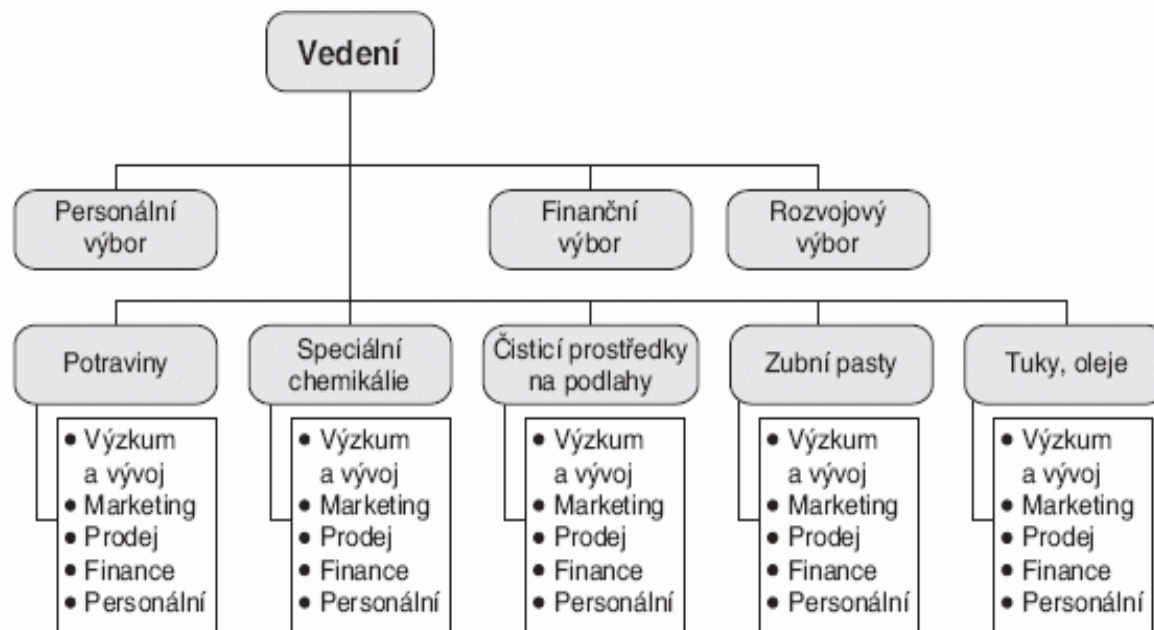 Vedení
Personální
výbor
Finanční
výbor
Rozvojový
výbor
Potraviny
Speciální
chemikálie
Čisticí prostředky
na podlahy
Zubní pasty
Tuky, oleje
• Výzkum
a vývoj
• Marketing
• Prodej
• Finance
• Personální
• Výzkum
a vývoj
• Marketing
• Prodej
• Finance
• Personální
• Výzkum
a vývoj
• Marketing
• Prodej
• Finance
• Personální
• Výzkum
a vývoj
• Marketing
• Prodej
• Finance
• Personální
• Výzkum
a vývoj
• Marketing
• Prodej
• Finance
• Personální